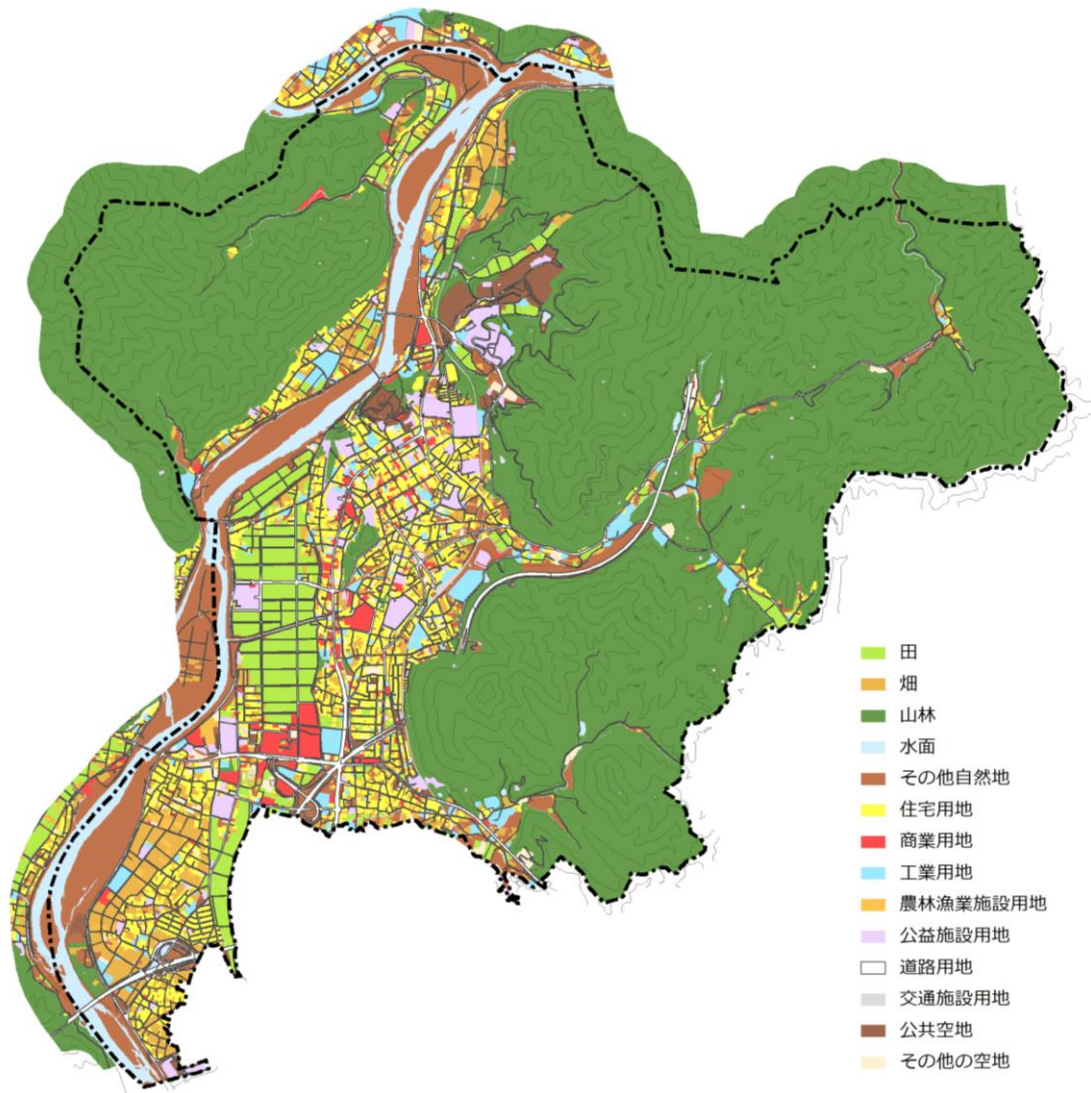 田
畑
山林
水面
その他自然地
住宅用地
商業用地
工業用地
農林漁業施設用地
公益施設用地
道路用地
交通施設用地
公共空地
その他の空地